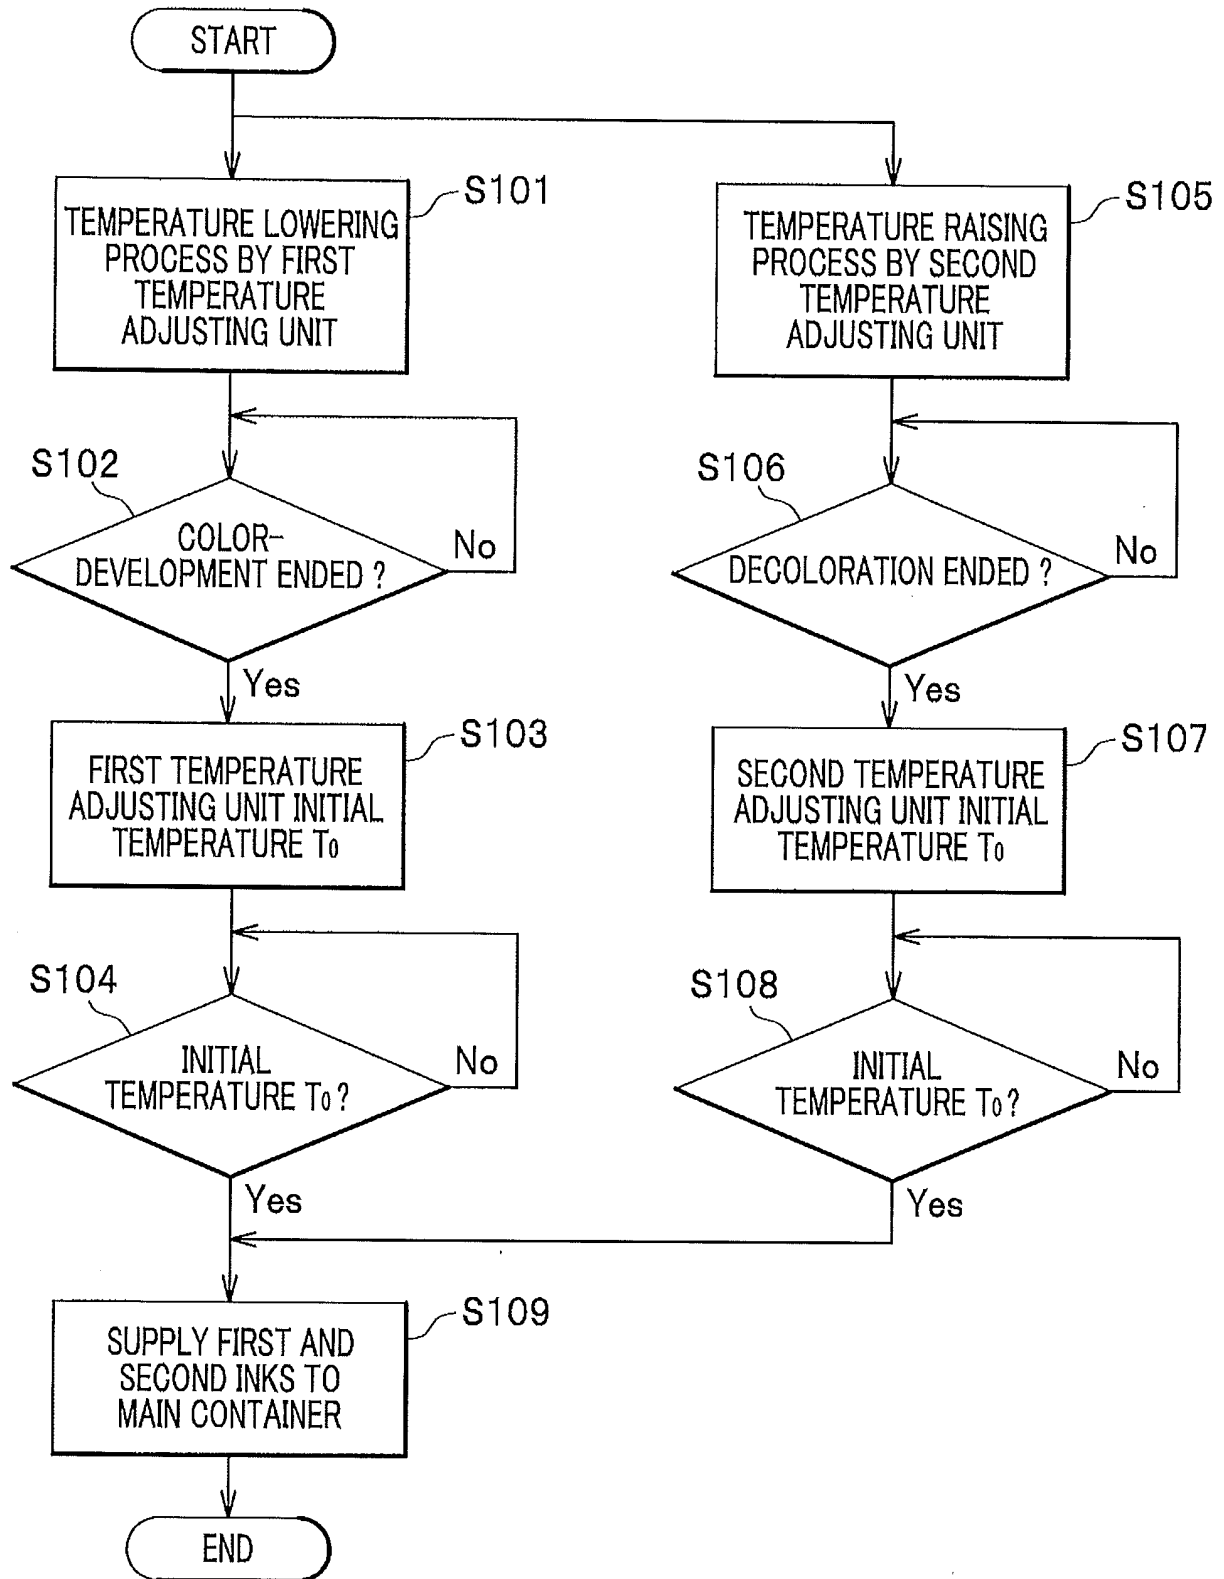 START
S101
TEMPERATURE LOWERING
PROCESS BY FIRST
TEMPERATURE
ADJUSTING UNIT
S105
TEMPERATURE RAISING
PROCESS BY SECOND
TEMPERATURE
ADJUSTING UNIT
S102
COLOR-
DEVELOPMENT ENDED ?
No
Yes
S106
DECOLORATION ENDED ?
No
Yes
S103
FIRST TEMPERATURE
ADJUSTING UNIT INITIAL
TEMPERATURE T0
S107
SECOND TEMPERATURE
ADJUSTING UNIT INITIAL
TEMPERATURE T0
S104
INITIAL
TEMPERATURE T0 ?
No
Yes
S108
INITIAL
TEMPERATURE T0 ?
No
Yes
S109
SUPPLY FIRST AND
SECOND INKS TO
MAIN CONTAINER
END